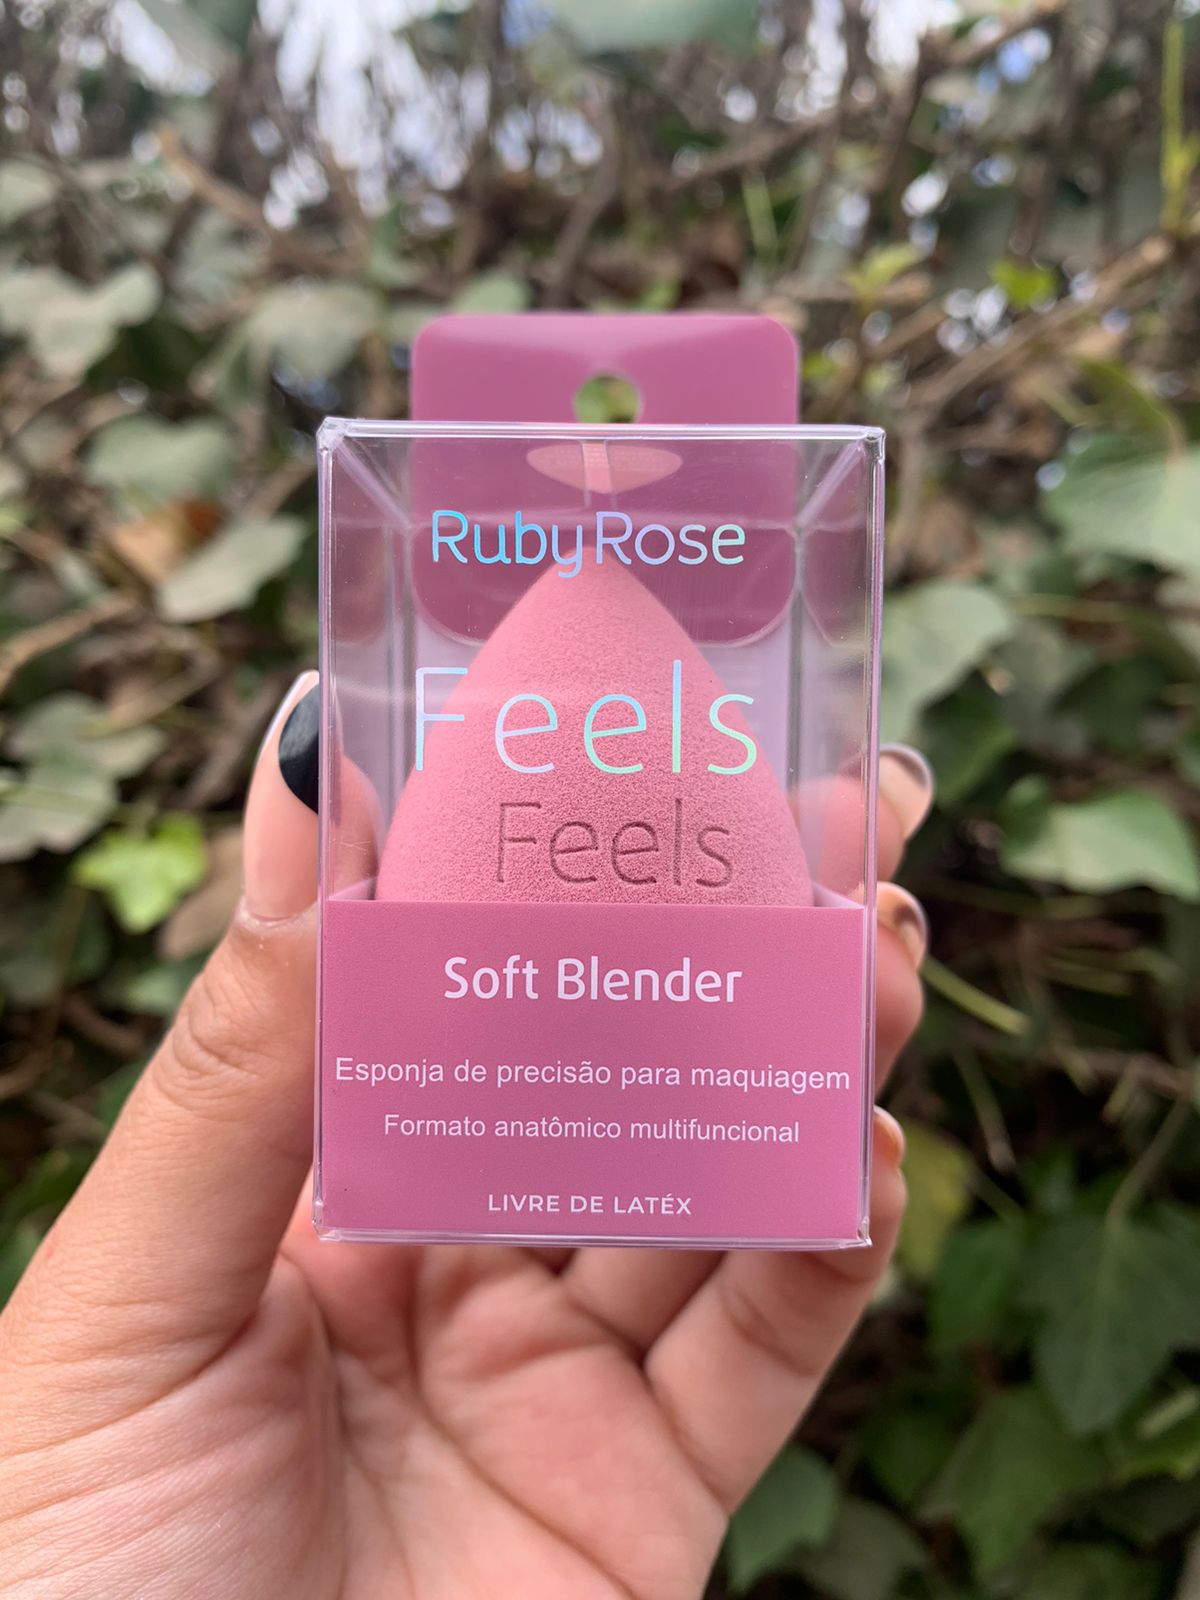 RubyRose
Feels
Feels
Soft Blender
Esponja de precisão para maquiagem
Formato anatômico multifuncional
LIVRE DE LATÉX